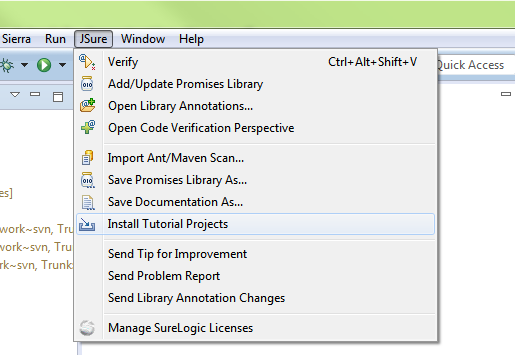 Sierra Run JSure Window Help
Verify Ctrl+Alt+Shift+V
Quick Access
Add/Update Promises Library
Open Library Annotations...
Open Code Verification Perspective
Import Ant/Maven Scan...
Save Promises Library As...
es]
Save Documentation As...
Install Tutorial Projects
work~svn, Trun
work~svn, Tru
Send Tip for Improvement
rk~svn, Trunk
Send Problem Report
Send Library Annotation Changes
Manage SureLogic Licenses